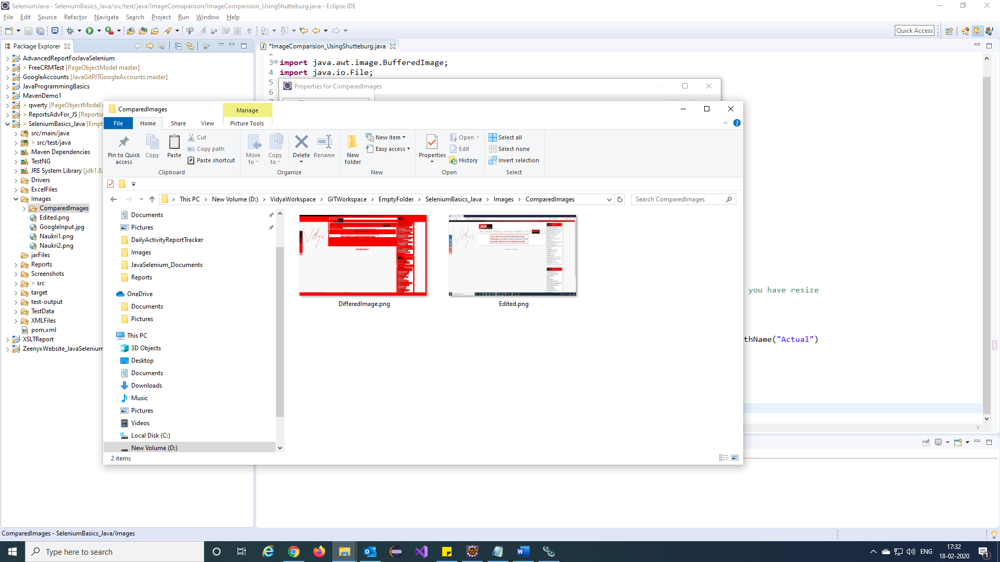 SeleniumJava - SeleniumBasics_Java/src/test/java/ImageComaparison/ImageComparision_UsingShutteburg.java - Eclipse IDE
File Edit Source Refactor Navigate Search Project Run Window Help
Quick Access
Package Explorer
*ImageComparision_UsingShutteburg.java
AdvancedReportForJavaSelenium
> FreeCRMTest [PageObjectModel master]
GoogleAccounts [JavaGitPJTGoogleAccounts master]
JavaProgrammingBasics
MavenDemo1
> qwerty [PageObjectModel
> ReportsAdvFor_JS [Reports
> SeleniumBasics_Java [Empt
src/main/java
> src/test/java
Maven Dependencies
TestNG
JRE System Library [jdk1.8.
Drivers
ExcelFiles
Images
ComparedImages
Edited.png
GoogleInput.jpg
Naukri1.png
Naukri2.png
jarFiles
Reports
Screenshots
> src
target
test-output
TestData
XMLFiles
pom.xml
XSLTReport
ZeenyxWebsite_JavaSelenium
3 import java.awt.image.BufferedImage;
4 import java.io.File;
5
6
Properties for ComparedImages
ComparedImages
Manage
File Home Share View Picture Tools
Pin to Quick access
Copy
Paste
Cut
Copy path
Paste shortcut
Clipboard
Move to
Copy to
Delete
Rename
Organize
New folder
New item
Easy access
New
Properties
Open
Edit
History
Open
Select all
Select none
Invert selection
Select
This PC > New Volume (D:) > VidyaWorkspace > GITWorkspace > EmptyFolder > SeleniumBasics_Java > Images > ComparedImages
Search ComparedImages
Documents
Pictures
DailyActivityReportTracker
Images
JavaSelenium_Documents
Reports
OneDrive
Documents
Pictures
This PC
3D Objects
Desktop
Documents
Downloads
Music
Pictures
Videos
Local Disk (C:)
New Volume (D:)
2 items
Vidya
Vidya
JAR
DifferedImage.png
Edited.png
you have resize
thName("Actual")
ComparedImages - SeleniumBasics_Java/Images
Type here to search
ENG
17:32
18-02-2020
1